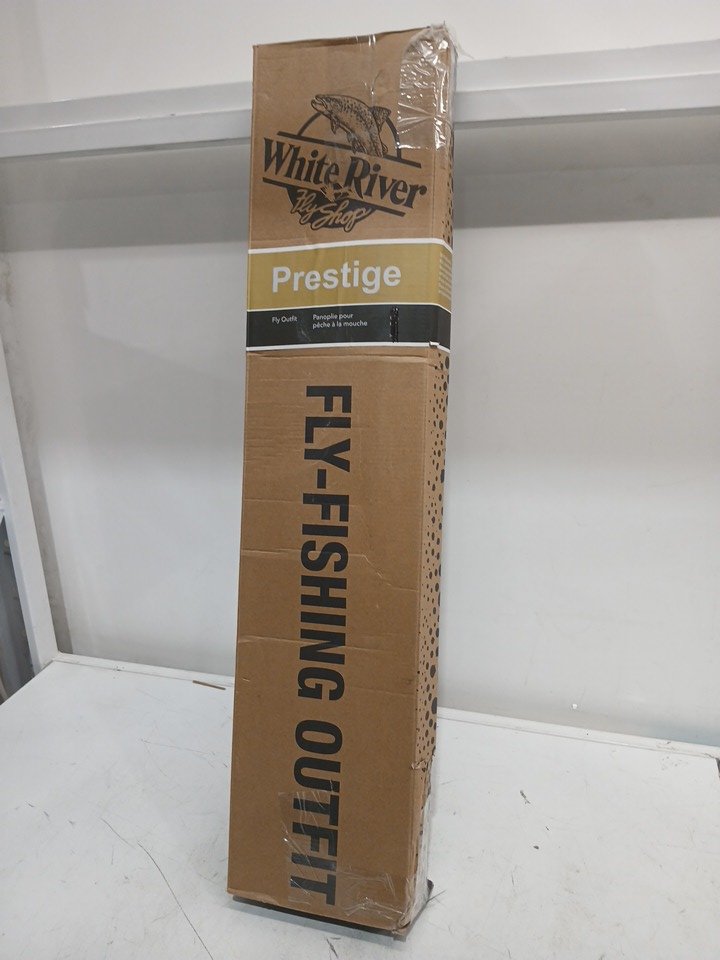 White River
Fly Shop
Prestige
Fly Outfit
Panoplie pour
pêche à la mouche
FLY-FISHING OUTFIT